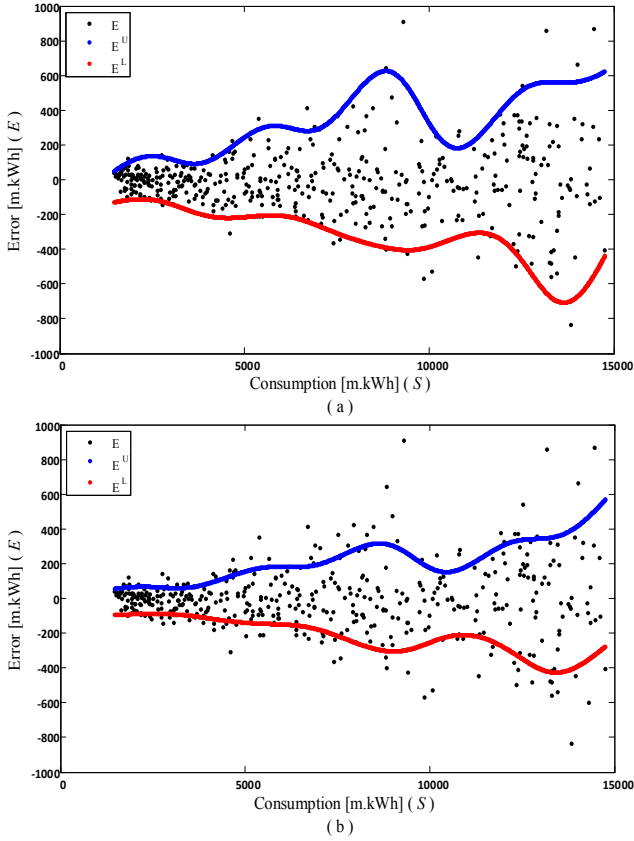 1000
800
600
400
200
0
-200
-400
-600
-800
-1000
Error [m.kWh] ( E )
E
E^U
E^L
0 5000 10000 15000
Consumption [m.kWh] ( S )
( a )
1000
800
600
400
200
0
-200
-400
-600
-800
-1000
Error [m.kWh] ( E )
E
E^U
E^L
0 5000 10000 15000
Consumption [m.kWh] ( S )
( b )